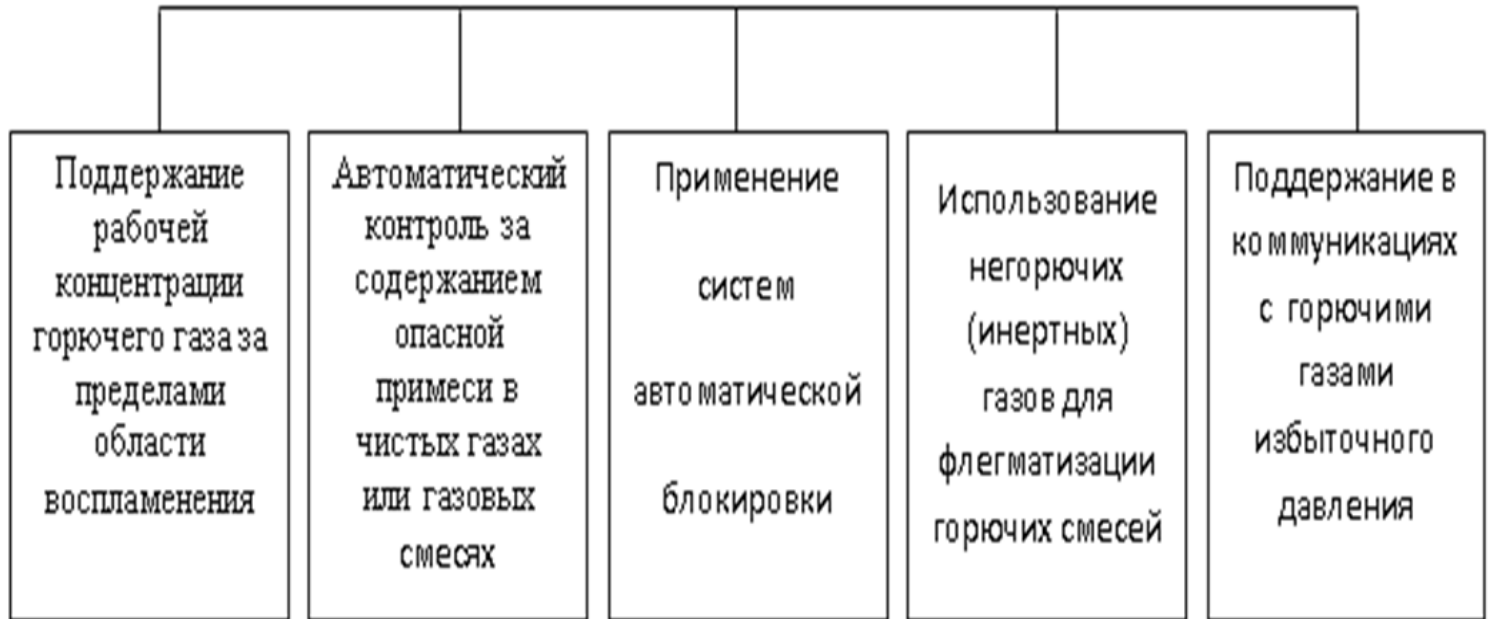 Поддержание
рабочей
концентрации
горючего газа за
пределами
области
воспламенения
Автоматический
контроль за
содержанием
опасной
примеси в
чистых газах
или газовых
смесях
Применение
систем
автоматической
блокировки
Использование
негорючих
(инертных)
газов для
флегматизации
горючих смесей
Поддержание в
коммуникациях
с горючими
газами
избыточного
давления